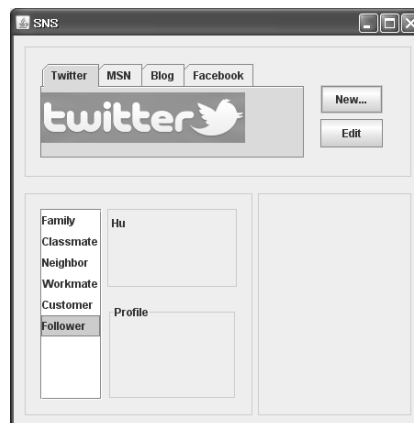 SNS
Twitter MSN Blog Facebook
twitter
New...
Edit
Family
Classmate
Neighbor
Workmate
Customer
Follower
Hu
Profile